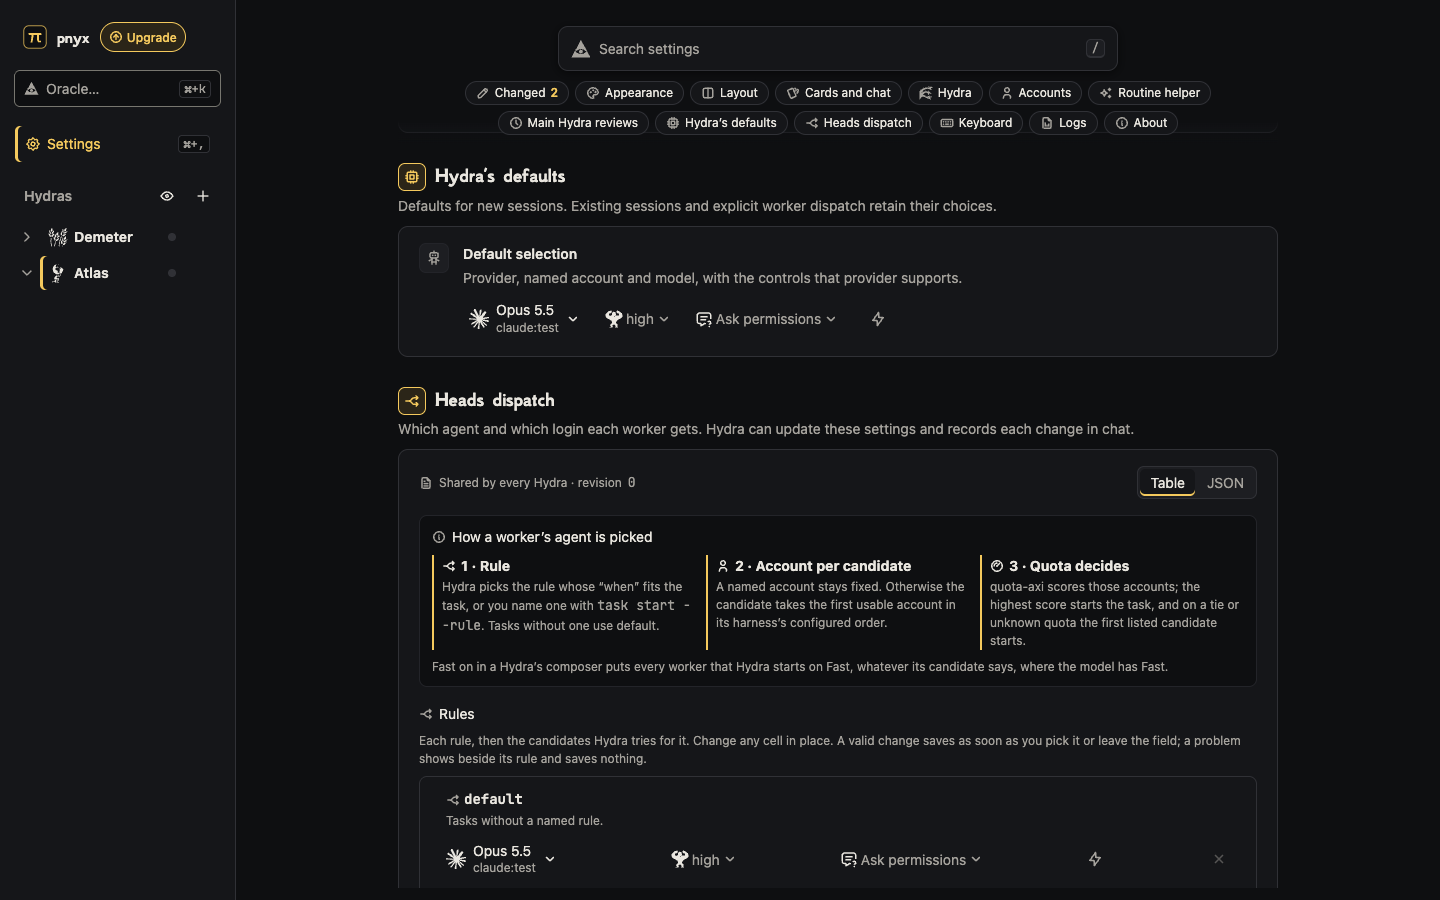 pnyx
Upgrade
Search settings
/
Oracle...
⌘+k
Changed 2
Appearance
Layout
Cards and chat
Hydra
Accounts
Routine helper
Main Hydra reviews
Hydra's defaults
Heads dispatch
Keyboard
Logs
About
Settings
⌘+,
Hydras
Demeter
Atlas
Hydra's defaults
Defaults for new sessions. Existing sessions and explicit worker dispatch retain their choices.
Default selection
Provider, named account and model, with the controls that provider supports.
Opus 5.5
claude:test
high
Ask permissions
Heads dispatch
Which agent and which login each worker gets. Hydra can update these settings and records each change in chat.
Shared by every Hydra · revision 0
Table
JSON
How a worker's agent is picked
1 · Rule
Hydra picks the rule whose “when” fits the
task, or you name one with task start -
-rule. Tasks without one use default.
2 · Account per candidate
A named account stays fixed. Otherwise the
candidate takes the first usable account in
its harness's configured order.
3 · Quota decides
quota-axi scores those accounts; the
highest score starts the task, and on a tie or
unknown quota the first listed candidate
starts.
Fast on in a Hydra's composer puts every worker that Hydra starts on Fast, whatever its candidate says, where the model has Fast.
Rules
Each rule, then the candidates Hydra tries for it. Change any cell in place. A valid change saves as soon as you pick it or leave the field; a problem
shows beside its rule and saves nothing.
default
Tasks without a named rule.
Opus 5.5
claude:test
high
Ask permissions